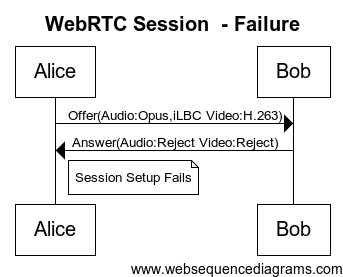 WebRTC Session - Failure
Alice
Bob
Offer(Audio:Opus,iLBC Video:H.263)
Answer(Audio:Reject Video:Reject)
Session Setup Fails
Alice
Bob
www.websequencediagrams.com